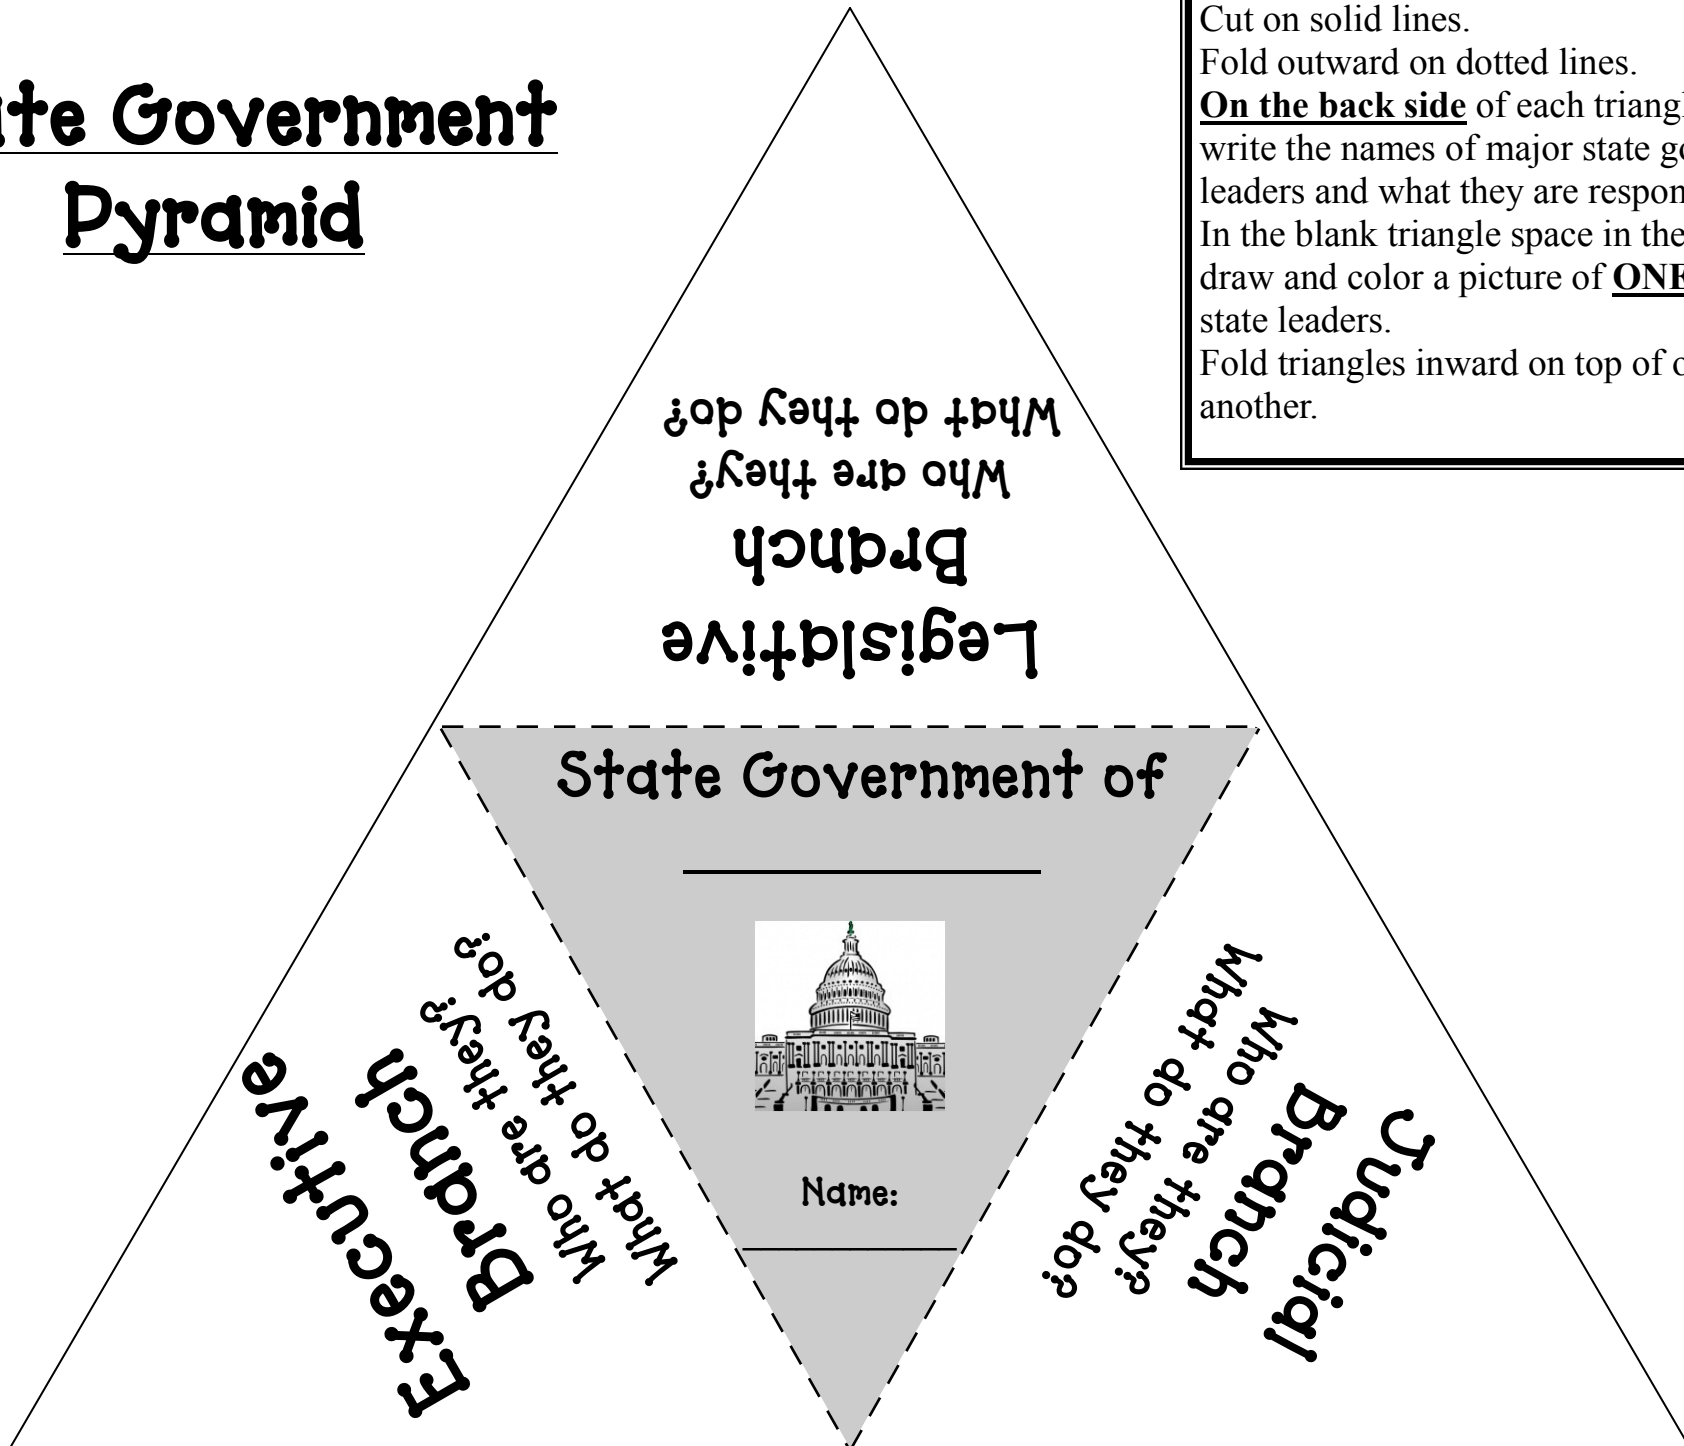 te Government
Pyramid
Cut on solid lines.
Fold outward on dotted lines.
On the back side of each triangl
write the names of major state go
leaders and what they are respon
In the blank triangle space in the
draw and color a picture of ONE
state leaders.
Fold triangles inward on top of o
another.
Legislative
Branch
Who are they?
What do they do?
State Government of
Name:
Executive
Branch
Who are they?
What do they do?
Judicial
Branch
Who are they?
What do they do?